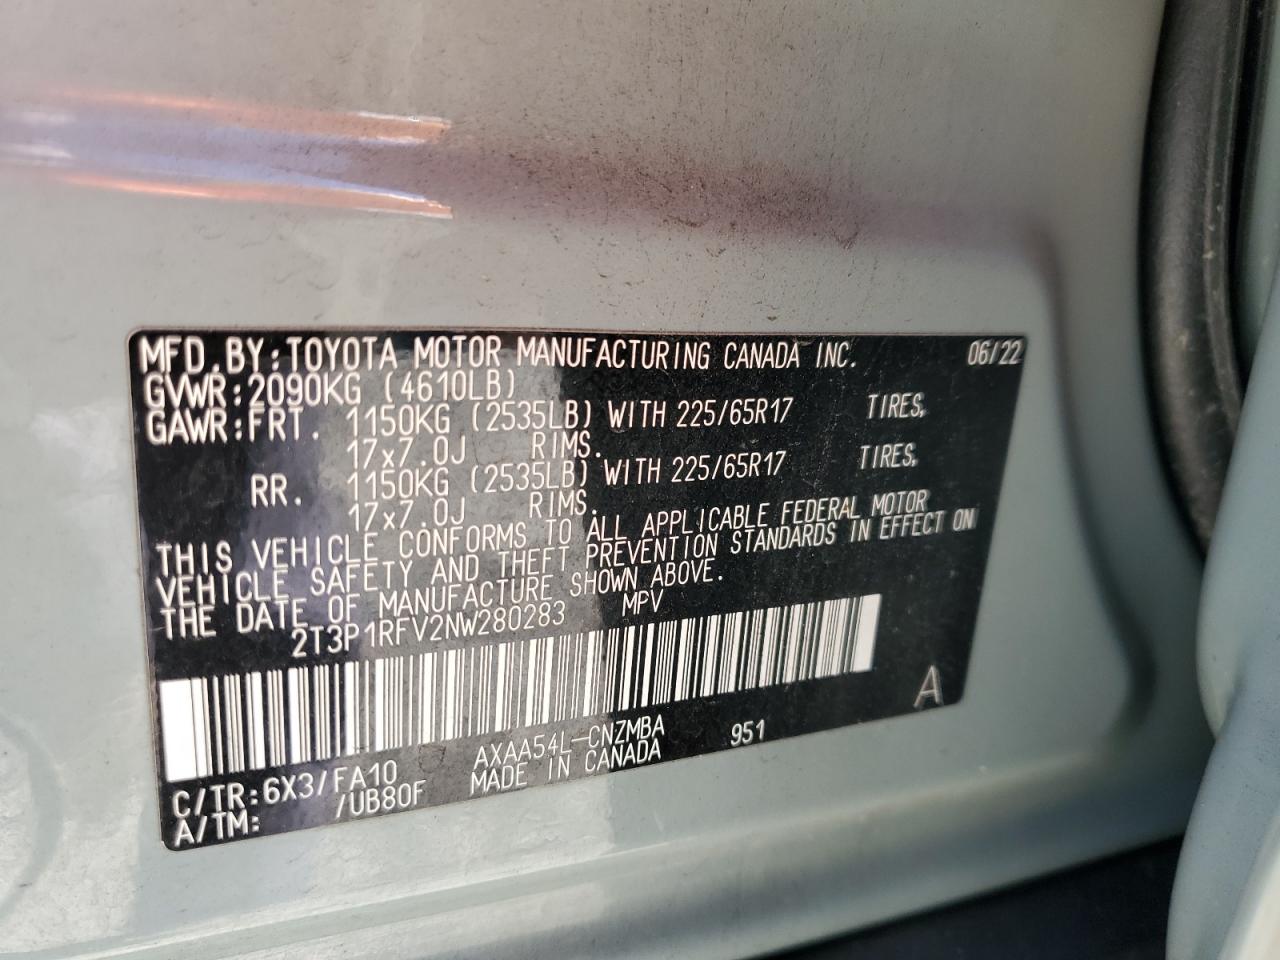 MFD.BY:TOYOTA MOTOR MANUFACTURING CANADA INC. 06/22
GVWR:2090KG (4610LB)
GAWR:FRT. 1150KG (2535LB) WITH 225/65R17 TIRES,
17x7.0J RIMS.
RR. 1150KG (2535LB) WITH 225/65R17 TIRES,
17x7.0J RIMS.
THIS VEHICLE CONFORMS TO ALL APPLICABLE FEDERAL MOTOR
VEHICLE SAFETY AND THEFT PREVENTION STANDARDS IN EFFECT ON
THE DATE OF MANUFACTURE SHOWN ABOVE.
2T3P1RFV2NW280283 MPV
A
C/TR:6X3/FA10 AXAA54L-CNZMBA 951
A/TM: /UB80F MADE IN CANADA